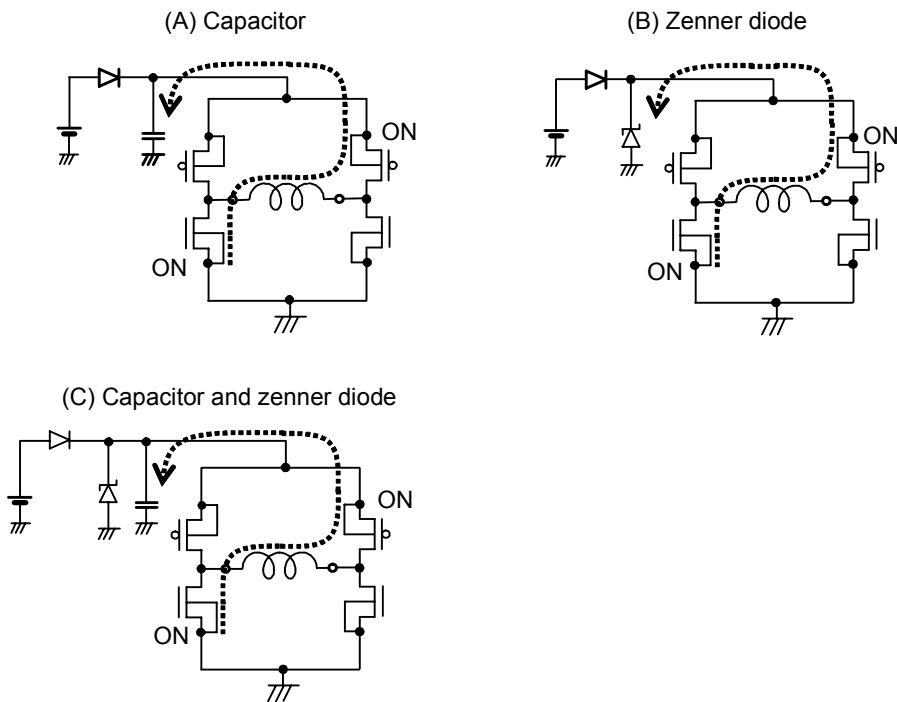 (A) Capacitor
(B) Zenner diode
ON
ON
ON
ON
(C) Capacitor and zenner diode
ON
ON